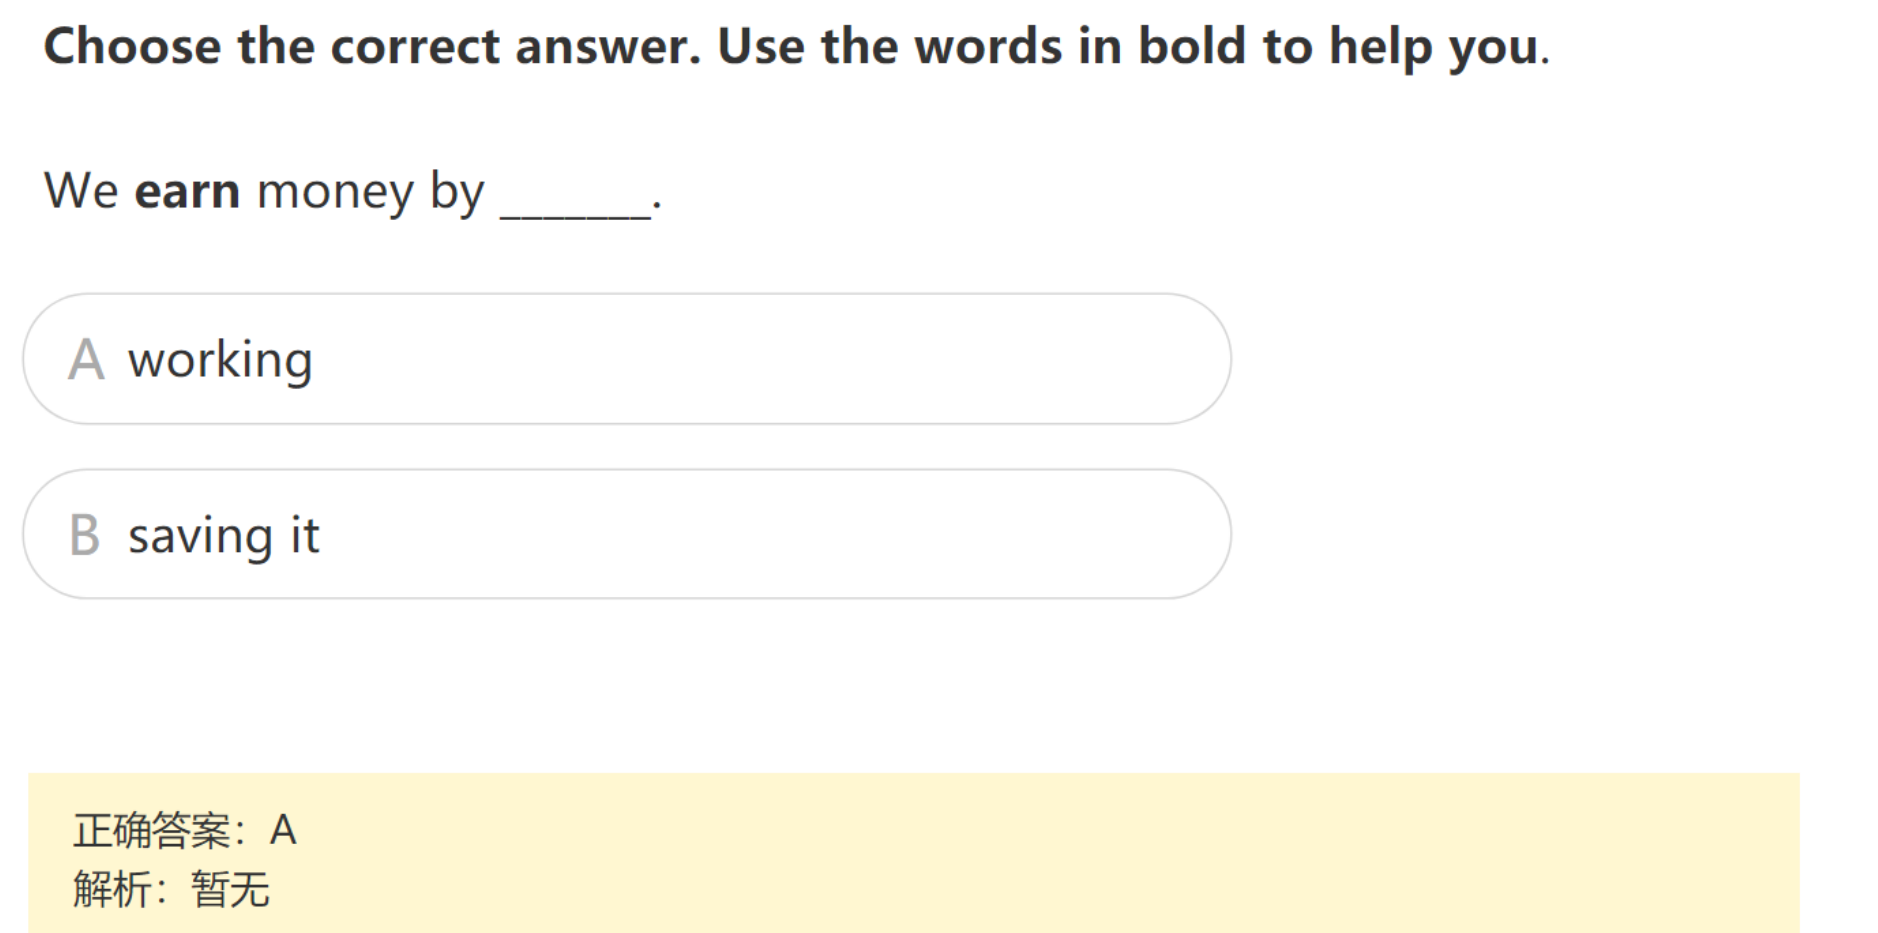 Choose the correct answer. Use the words in bold to help you.
We earn money by _______.
A working
B saving it
正确答案：A
解析：暂无